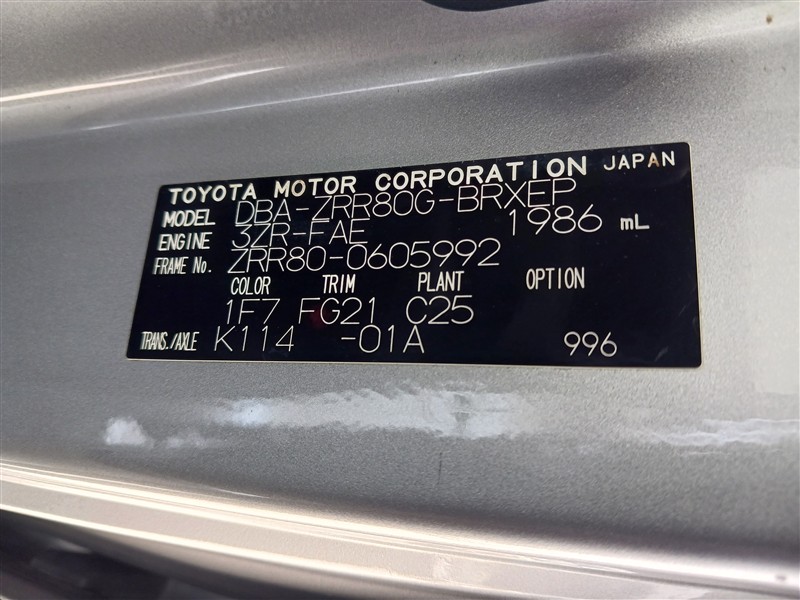 TOYOTA MOTOR CORPORATION JAPAN
MODEL DBA-ZRR80G-BRXEP
ENGINE 3ZR-FAE 1986 mL
FRAME No. ZRR80-0605992
COLOR TRIM PLANT OPTION
1F7 FG21 C25
TRANS./AXLE K114 -01A 996